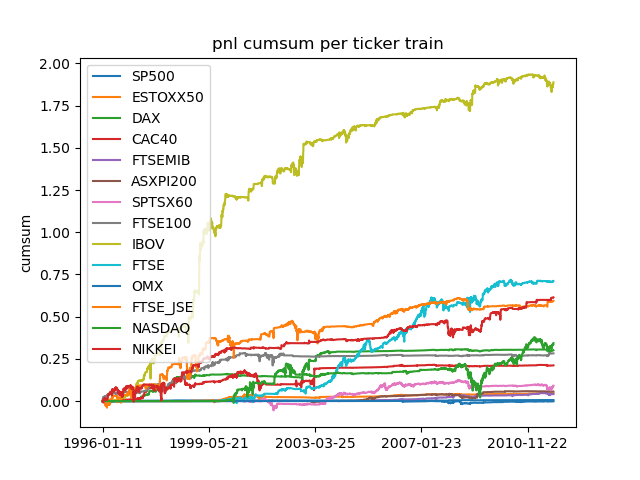 pnl cumsum per ticker train
2.00
1.75
1.50
1.25
1.00
0.75
0.50
0.25
0.00
cumsum
SP500
ESTOXX50
DAX
CAC40
FTSEMIB
ASXPI200
SPTSX60
FTSE100
IBOV
FTSE
OMX
FTSE_JSE
NASDAQ
NIKKEI
1996-01-11 1999-05-21 2003-03-25 2007-01-23 2010-11-22